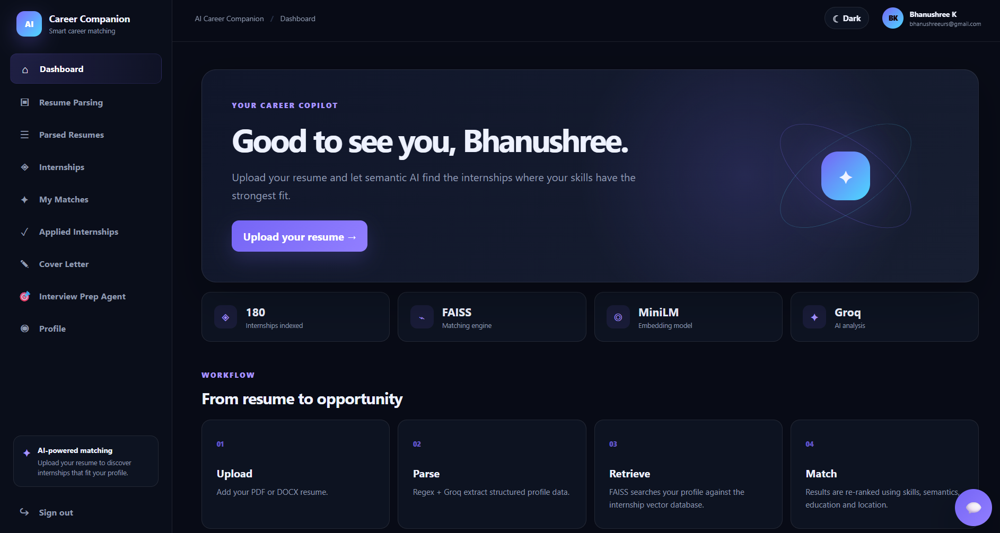 AI
Career Companion
Smart career matching
Dashboard
Resume Parsing
Parsed Resumes
Internships
My Matches
Applied Internships
Cover Letter
Interview Prep Agent
Profile
AI-powered matching
Upload your resume to discover
internships that fit your profile.
Sign out
AI Career Companion / Dashboard
Dark
BK
Bhanushree K
bhanushreeurs@gmail.com
YOUR CAREER COPILOT
Good to see you, Bhanushree.
Upload your resume and let semantic AI find the internships where your skills have the
strongest fit.
Upload your resume →
180
Internships indexed
FAISS
Matching engine
MiniLM
Embedding model
Groq
AI analysis
WORKFLOW
From resume to opportunity
01
Upload
Add your PDF or DOCX resume.
02
Parse
Regex + Groq extract structured profile data.
03
Retrieve
FAISS searches your profile against the
internship vector database.
04
Match
Results are re-ranked using skills, semantics,
education and location.